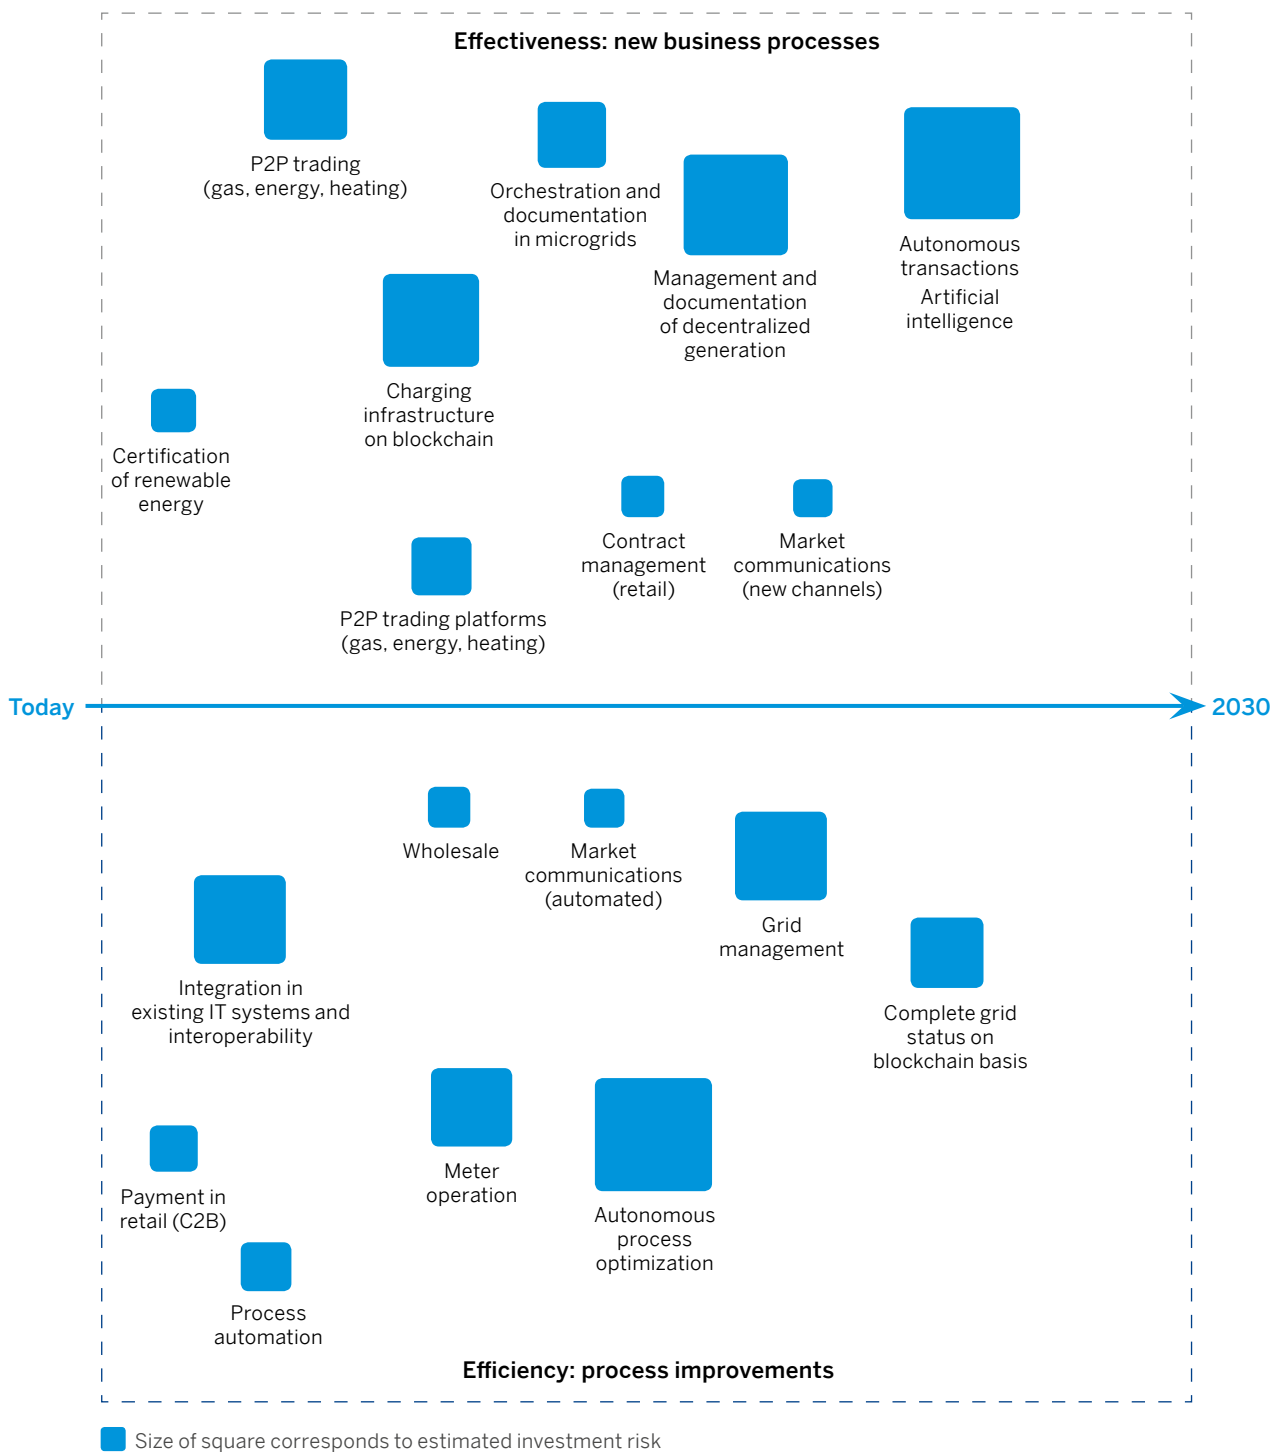 Effectiveness: new business processes
P2P trading
(gas, energy, heating)
Orchestration and
documentation
in microgrids
Management and
documentation
of decentralized
generation
Autonomous
transactions
Artificial
intelligence
Charging
infrastructure
on blockchain
Certification
of renewable
energy
Contract
management
(retail)
Market
communications
(new channels)
P2P trading platforms
(gas, energy, heating)
Today
2030
Wholesale
Market
communications
(automated)
Grid
management
Integration in
existing IT systems and
interoperability
Complete grid
status on
blockchain basis
Meter
operation
Payment in
retail (C2B)
Autonomous
process
optimization
Process
automation
Efficiency: process improvements
Size of square corresponds to estimated investment risk